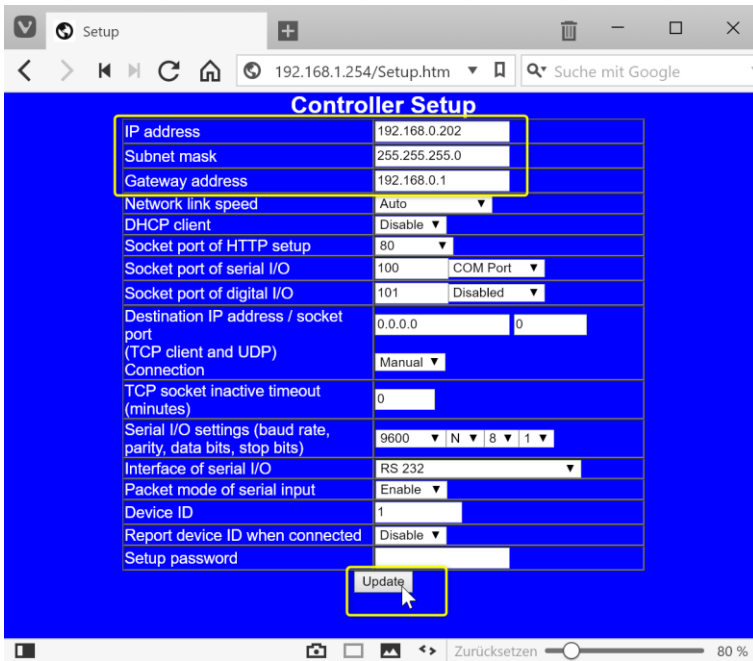 Setup
192.168.1.254/Setup.htm
Suche mit Google
Controller Setup
IP address 192.168.0.202
Subnet mask 255.255.255.0
Gateway address 192.168.0.1
Network link speed Auto
DHCP client Disable
Socket port of HTTP setup 80
Socket port of serial I/O 100 COM Port
Socket port of digital I/O 101 Disabled
Destination IP address / socket
port 0.0.0.0 0
(TCP client and UDP)
Connection Manual
TCP socket inactive timeout
(minutes) 0
Serial I/O settings (baud rate,
parity, data bits, stop bits) 9600 N 8 1
Interface of serial I/O RS 232
Packet mode of serial input Enable
Device ID 1
Report device ID when connected Disable
Setup password
Update
Zurücksetzen 80 %